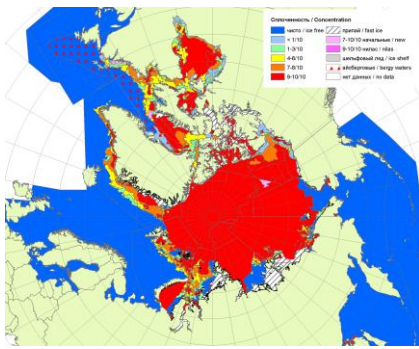 Сплоченность / Concentration
чисто / ice free
< 1/10
1-3/10
4-6/10
7-8/10
9-10/10
припай / fast ice
7-10/10 начальные / new
9-10/10 нилас / nilas
шельфовый лед / ice shelf
айсберговые / bergy waters
нет данных / no data